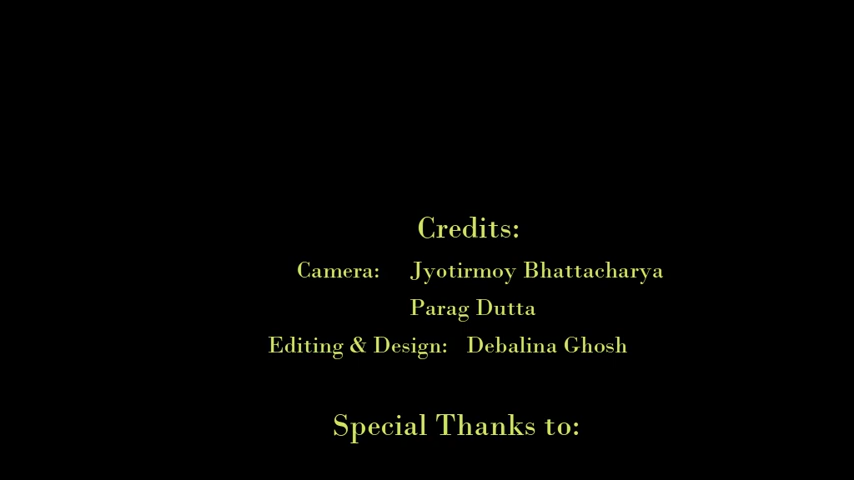 Credits:
Camera: Jyotirmoy Bhattacharya
Parag Dutta
Editing & Design: Debalina Ghosh
Special Thanks to: